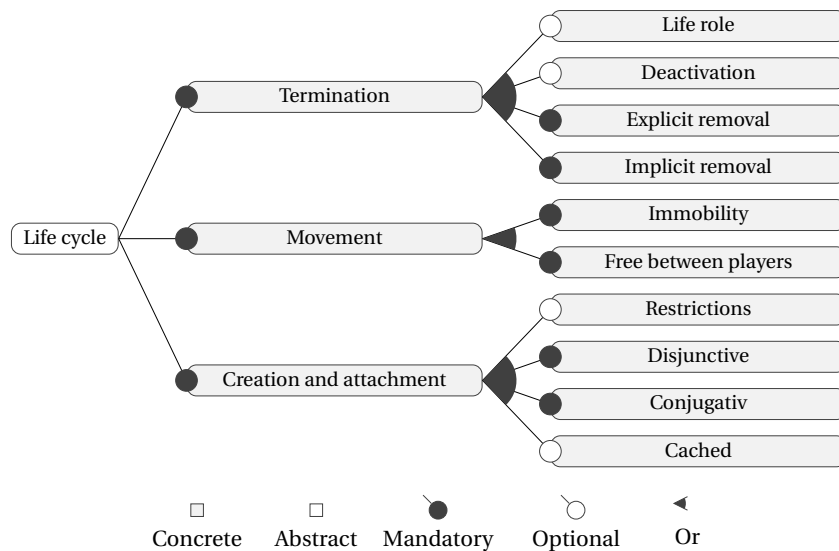 Life role
Deactivation
Termination
Explicit removal
Implicit removal
Immobility
Life cycle
Movement
Free between players
Restrictions
Disjunctive
Creation and attachment
Conjugativ
Cached
Concrete Abstract Mandatory Optional Or